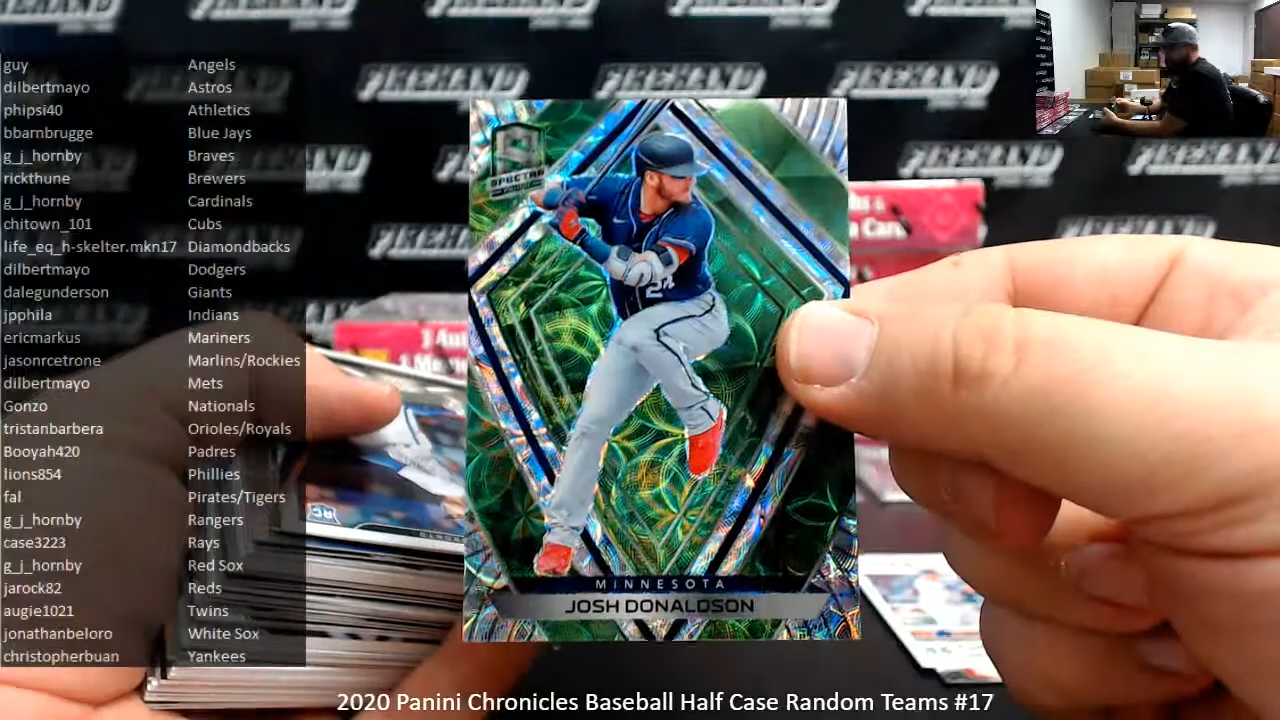 guy Angels
dilbertmayo Astros
phipsi40 Athletics
bbarnbrugge Blue Jays
g_j_hornby Braves
rickthune Brewers
g_j_hornby Cardinals
chitown_101 Cubs
life_eq_h-skelter.mkn17 Diamondbacks
dilbertmayo Dodgers
dalegunderson Giants
jpphila Indians
ericmarkus Mariners
jasonrcetrone Marlins/Rockies
dilbertmayo Mets
Gonzo Nationals
tristanbarbera Orioles/Royals
Booyah420 Padres
lions854 Phillies
fal Pirates/Tigers
g_j_hornby Rangers
case3223 Rays
g_j_hornby Red Sox
jarock82 Reds
augie1021 Twins
jonathanbeloro White Sox
christopherbuan Yankees
SPECTRA
24
MINNESOTA
JOSH DONALDSON
RC
2020 Panini Chronicles Baseball Half Case Random Teams #17